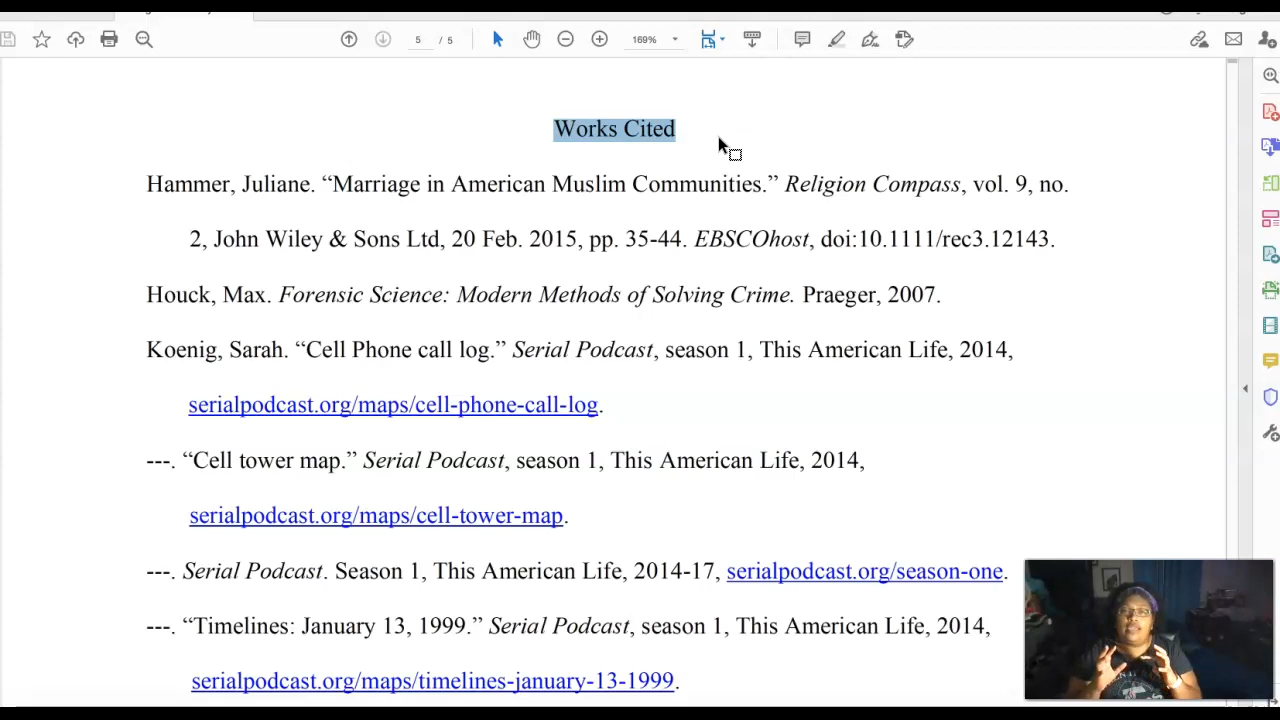 5 / 5
169%
Works Cited
Hammer, Juliane. “Marriage in American Muslim Communities.” Religion Compass, vol. 9, no.
2, John Wiley & Sons Ltd, 20 Feb. 2015, pp. 35-44. EBSCOhost, doi:10.1111/rec3.12143.
Houck, Max. Forensic Science: Modern Methods of Solving Crime. Praeger, 2007.
Koenig, Sarah. “Cell Phone call log.” Serial Podcast, season 1, This American Life, 2014,
serialpodcast.org/maps/cell-phone-call-log.
---. “Cell tower map.” Serial Podcast, season 1, This American Life, 2014,
serialpodcast.org/maps/cell-tower-map.
---. Serial Podcast. Season 1, This American Life, 2014-17, serialpodcast.org/season-one.
---. “Timelines: January 13, 1999.” Serial Podcast, season 1, This American Life, 2014,
serialpodcast.org/maps/timelines-january-13-1999.